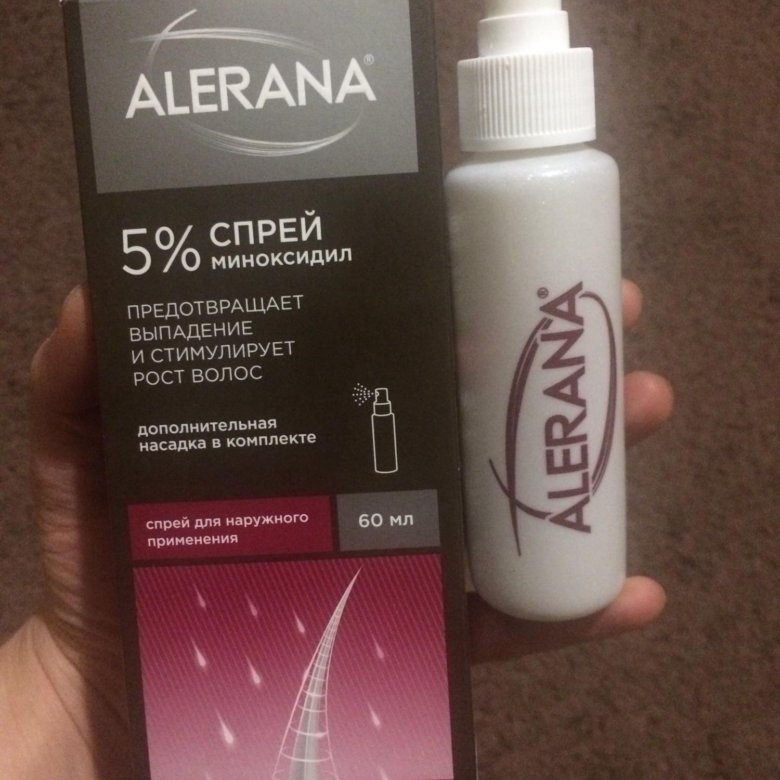 ALERANA®
5% СПРЕЙ
МИНОКСИДИЛ
ПРЕДОТВРАЩАЕТ
ВЫПАДЕНИЕ
И СТИМУЛИРУЕТ
РОСТ ВОЛОС
дополнительная
насадка в комплекте
спрей для наружного
применения
60 мл
ALERANA®